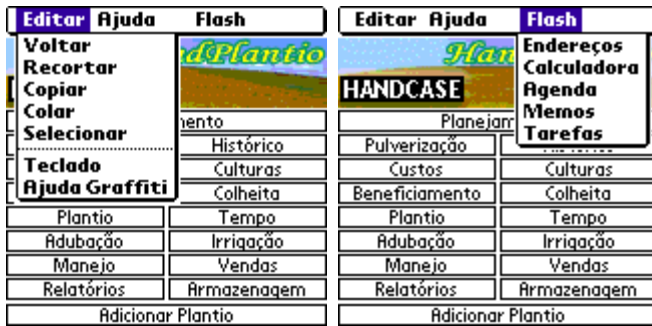 Editar Ajuda Flash
Voltar
Recortar
Copiar
Colar
Selecionar
Teclado
Ajuda Graffiti
Histórico
Culturas
Colheita
Plantio Tempo
Adubação Irrigação
Manejo Vendas
Relatórios Armazenagem
Adicionar Plantio
Editar Ajuda Flash
Endereços
Calculadora
Agenda
Memos
Tarefas
HANDCASE
Pulverização
Custos Culturas
Beneficiamento Colheita
Plantio Tempo
Adubação Irrigação
Manejo Vendas
Relatórios Armazenagem
Adicionar Plantio